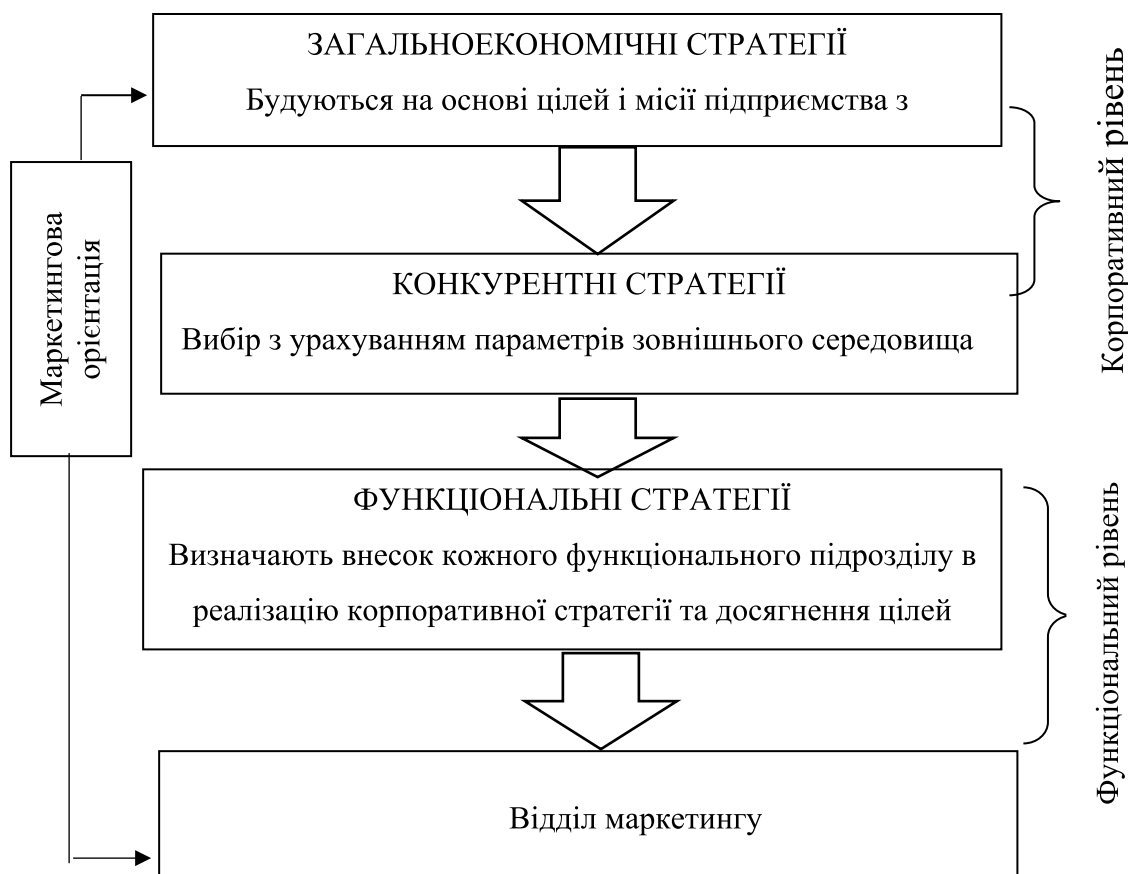 ЗАГАЛЬНОЕКОНОМІЧНІ СТРАТЕГІЇ
Будуються на основі цілей і місії підприємства з
Корпоративний рівень
Маркетингова
орієнтація
КОНКУРЕНТНІ СТРАТЕГІЇ
Вибір з урахуванням параметрів зовнішнього середовища
ФУНКЦІОНАЛЬНІ СТРАТЕГІЇ
Визначають внесок кожного функціонального підрозділу в
реалізацію корпоративної стратегії та досягнення цілей
Функціональний рівень
Відділ маркетингу